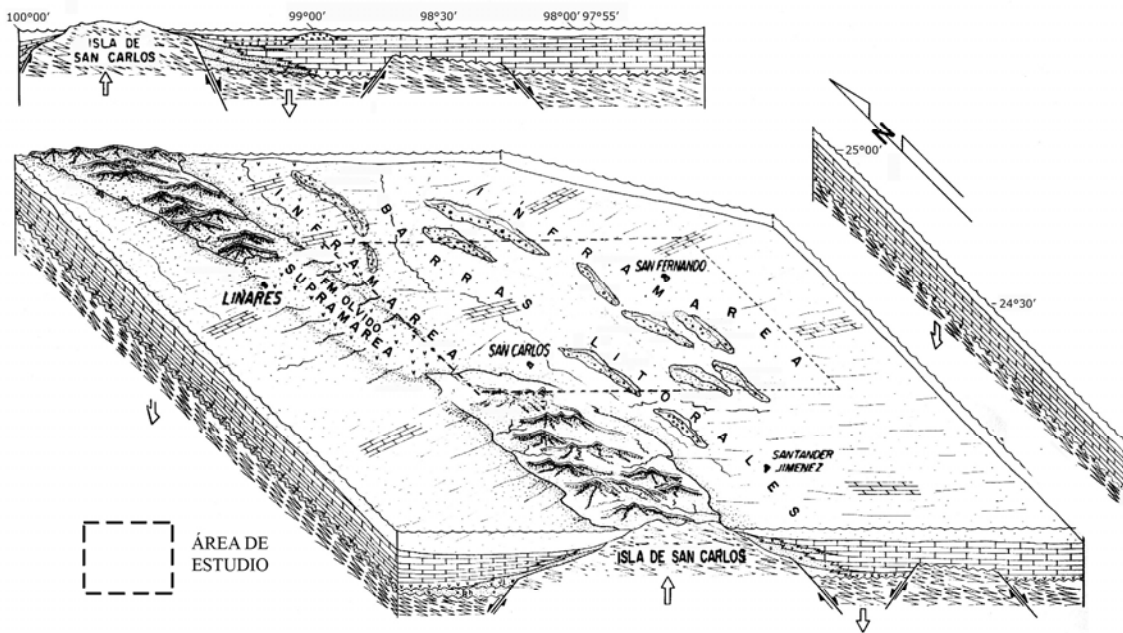 100°00’
99°00’
98°30’
98°00’
97°55’
ISLA DE
SAN CARLOS
N
25°00’
24°30’
INFRAMAREA
BARRAS LITORALES
INFRAMAREA
SAN FERNANDO
LINARES
FM OLVIDO
SUPRAMAREA
SAN CARLOS
SANTANDER
JIMENEZ
ÁREA DE
ESTUDIO
ISLA DE SAN CARLOS